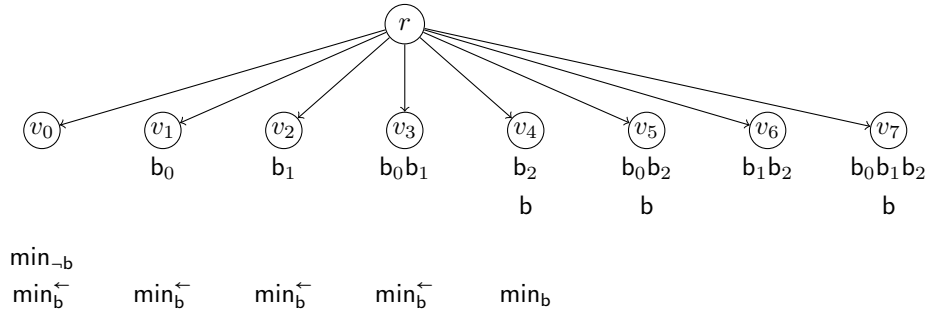 r
v₀ v₁ v₂ v₃ v₄ v₅ v₆ v₇
b₀ b₁ b₀b₁ b₂ b₀b₂ b₁b₂ b₀b₁b₂
b b b
min¬b
min←b min←b min←b min←b minb